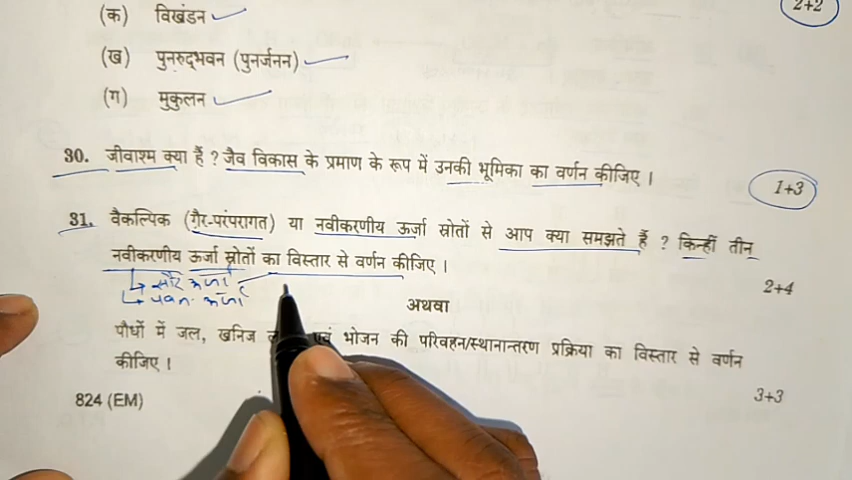 2+2
(क) विखंडन
(ख) पुनरुद्भवन (पुनर्जनन)
(ग) मुकुलन
30. जीवाश्म क्या हैं ? जैव विकास के प्रमाण के रूप में उनकी भूमिका का वर्णन कीजिए ।
1+3
31. वैकल्पिक (ग़ैर-परंपरागत) या नवीकरणीय ऊर्जा स्रोतों से आप क्या समझते हैं ? किन्हीं तीन
नवीकरणीय ऊर्जा स्रोतों का विस्तार से वर्णन कीजिए ।
सौर ऊर्जा
2+4
पवन ऊर्जा
अथवा
पौधों में जल, खनिज एवं भोजन की परिवहन/स्थानान्तरण प्रक्रिया का विस्तार से वर्णन
कीजिए ।
3+3
824 (EM)